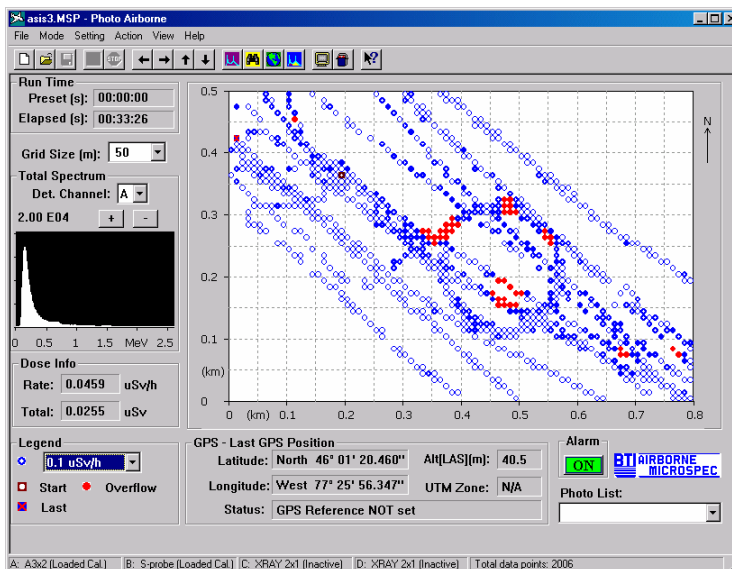 asis3.MSP - Photo Airborne
File Mode Setting Action View Help
STOP
Run Time
Preset (s): 00:00:00
Elapsed (s): 00:33:26
Grid Size (m): 50
Total Spectrum
Det. Channel: A
2.00 E04 + -
0 0.5 1 1.5 MeV 2.5
Dose Info
Rate: 0.0459 uSv/h
Total: 0.0255 uSv
0.5
0.4
0.3
0.2
0.1
(km)
0
0 (km) 0.1 0.2 0.3 0.4 0.5 0.6 0.7 0.8
N
Legend
0.1 uSv/h
Start Overflow
Last
GPS - Last GPS Position
Latitude: North 46° 01' 20.460'' Alt[LAS](m): 40.5
Longitude: West 77° 25' 56.347'' UTM Zone: N/A
Status: GPS Reference NOT set
Alarm
ON
BTI AIRBORNE MICROSPEC
Photo List:
A: A3x2 (Loaded Cal.) B: S-probe (Loaded Cal.) C: XRAY 2x1 (Inactive) D: XRAY 2x1 (Inactive) Total data points: 2006